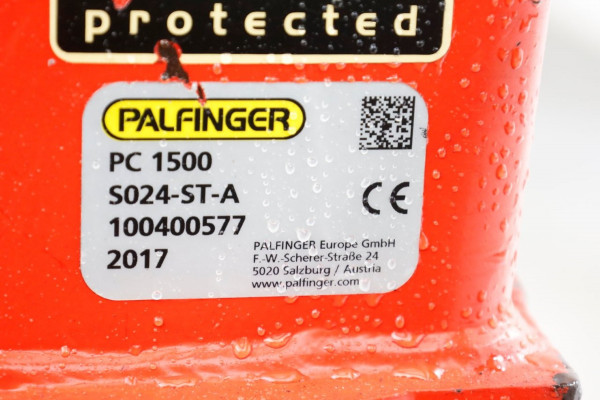 protected
PALFINGER
PC 1500
S024-ST-A
100400577
2017
PALFINGER Europe GmbH
F.-W.-Scherer-Straße 24
5020 Salzburg / Austria
www.palfinger.com
CE